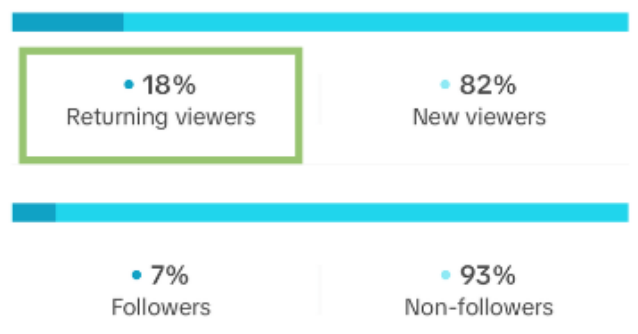 18%
Returning viewers
82%
New viewers
7%
Followers
93%
Non-followers